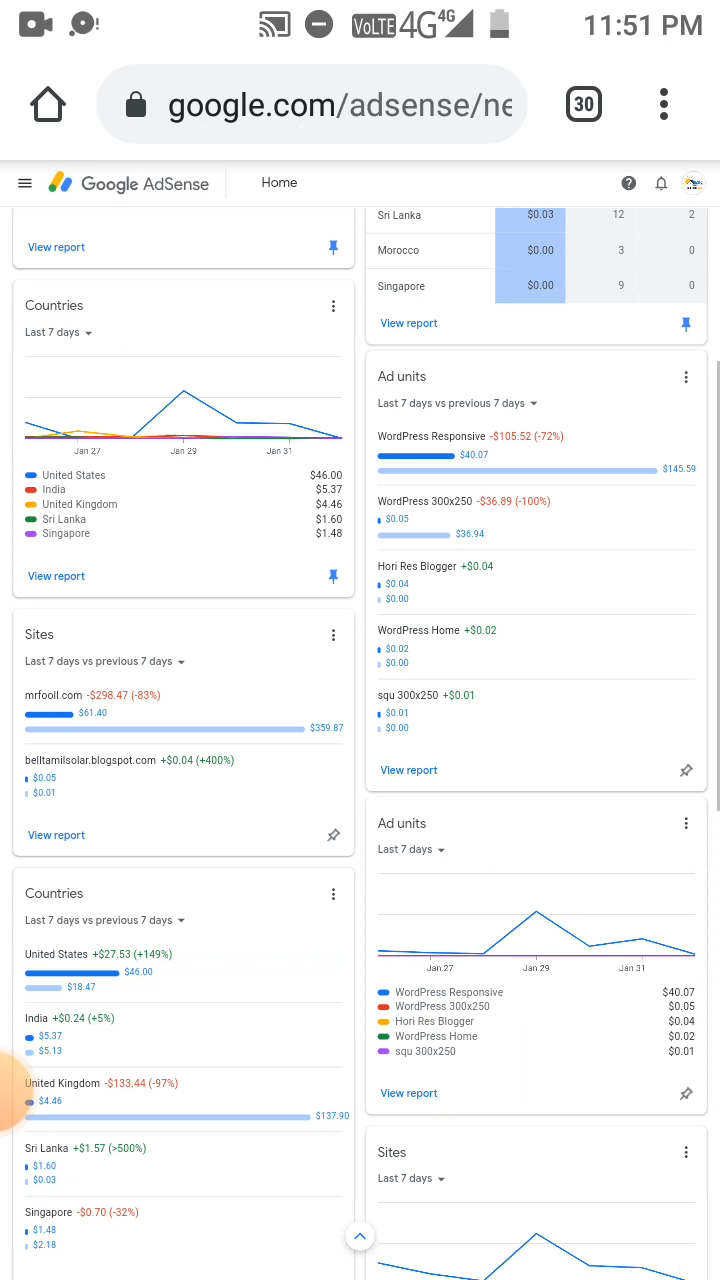 VoLTE 4G 4G 11:51 PM
google.com/adsense/ne
30
Google AdSense Home
View report
Countries
Last 7 days
Jan 27 Jan 29 Jan 31
United States $46.00
India $5.37
United Kingdom $4.46
Sri Lanka $1.60
Singapore $1.48
View report
Sites
Last 7 days vs previous 7 days
mrfooll.com -$298.47 (-83%)
$61.40
$359.87
belltamilsolar.blogspot.com +$0.04 (+400%)
$0.05
$0.01
View report
Countries
Last 7 days vs previous 7 days
United States +$27.53 (+149%)
$46.00
$18.47
India +$0.24 (+5%)
$5.37
$5.13
United Kingdom -$133.44 (-97%)
$4.46
$137.90
Sri Lanka +$1.57 (>500%)
$1.60
$0.03
Singapore -$0.70 (-32%)
$1.48
$2.18
Sri Lanka $0.03 12 2
Morocco $0.00 3 0
Singapore $0.00 9 0
View report
Ad units
Last 7 days vs previous 7 days
WordPress Responsive -$105.52 (-72%)
$40.07
$145.59
WordPress 300x250 -$36.89 (-100%)
$0.05
$36.94
Hori Res Blogger +$0.04
$0.04
$0.00
WordPress Home +$0.02
$0.02
$0.00
squ 300x250 +$0.01
$0.01
$0.00
View report
Ad units
Last 7 days
Jan 27 Jan 29 Jan 31
WordPress Responsive $40.07
WordPress 300x250 $0.05
Hori Res Blogger $0.04
WordPress Home $0.02
squ 300x250 $0.01
View report
Sites
Last 7 days